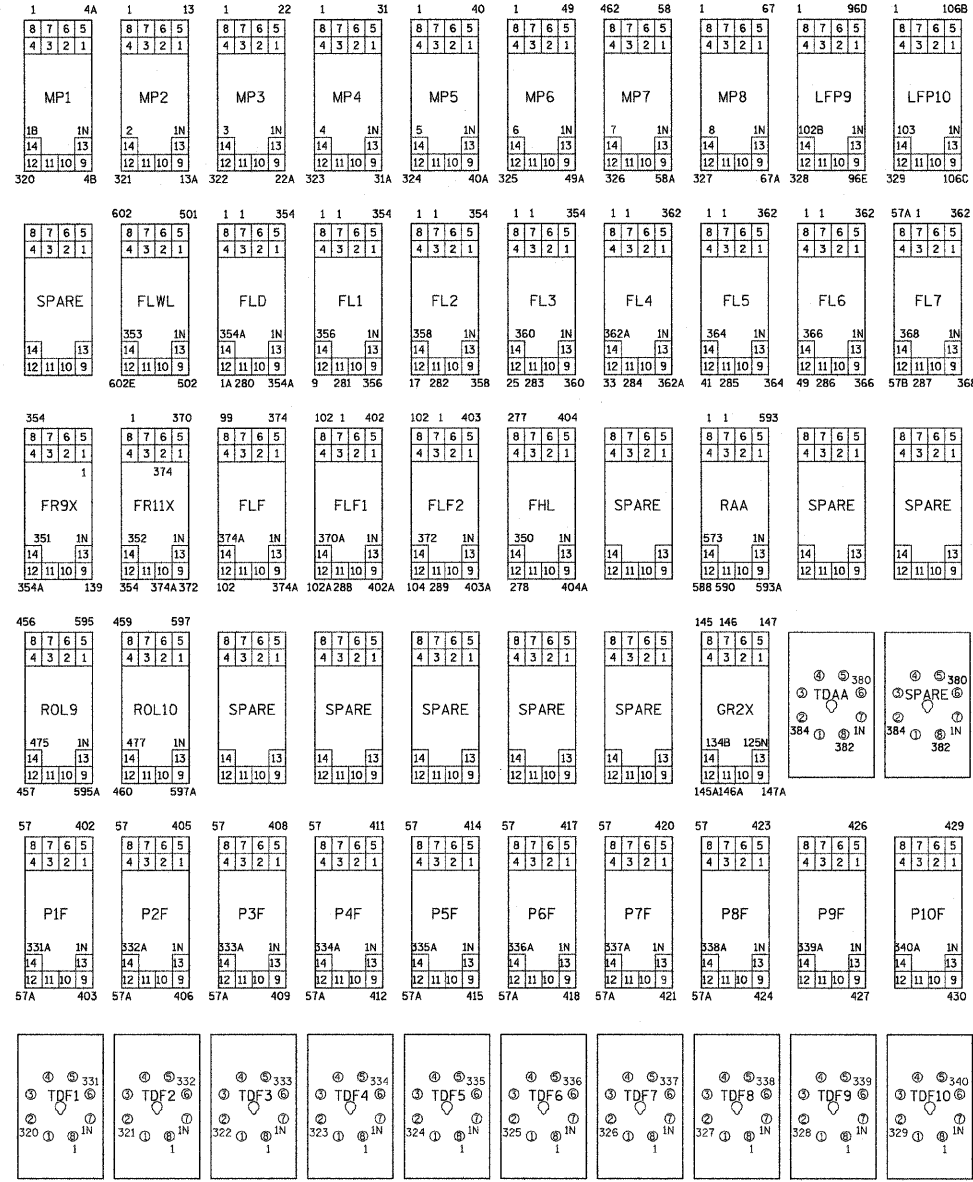 1 4A 1 13 1 22 1 31 1 40 1 49 462 58 1 67 1 96D 1 106B
8 7 6 5 8 7 6 5 8 7 6 5 8 7 6 5 8 7 6 5 8 7 6 5 8 7 6 5 8 7 6 5 8 7 6 5 8 7 6 5
4 3 2 1 4 3 2 1 4 3 2 1 4 3 2 1 4 3 2 1 4 3 2 1 4 3 2 1 4 3 2 1 4 3 2 1 4 3 2 1
MP1 MP2 MP3 MP4 MP5 MP6 MP7 MP8 LFP9 LFP10
1B 1N 2 1N 3 1N 4 1N 5 1N 6 1N 7 1N 8 1N 102B 1N 103 1N
14 13 14 13 14 13 14 13 14 13 14 13 14 13 14 13 14 13 14 13
12 11 10 9 12 11 10 9 12 11 10 9 12 11 10 9 12 11 10 9 12 11 10 9 12 11 10 9 12 11 10 9 12 11 10 9 12 11 10 9
320 4B 321 13A 322 22A 323 31A 324 40A 325 49A 326 58A 327 67A 328 96E 329 106C
602 501 1 1 354 1 1 354 1 1 354 1 1 354 1 1 362 1 1 362 1 1 362 57A 1 362
8 7 6 5 8 7 6 5 8 7 6 5 8 7 6 5 8 7 6 5 8 7 6 5 8 7 6 5 8 7 6 5 8 7 6 5 8 7 6 5
4 3 2 1 4 3 2 1 4 3 2 1 4 3 2 1 4 3 2 1 4 3 2 1 4 3 2 1 4 3 2 1 4 3 2 1 4 3 2 1
SPARE FLWL FLD FL1 FL2 FL3 FL4 FL5 FL6 FL7
353 1N 354A 1N 356 1N 358 1N 360 1N 362A 1N 364 1N 366 1N 368 1N
14 13 14 13 14 13 14 13 14 13 14 13 14 13 14 13 14 13 14 13
12 11 10 9 12 11 10 9 12 11 10 9 12 11 10 9 12 11 10 9 12 11 10 9 12 11 10 9 12 11 10 9 12 11 10 9 12 11 10 9
602E 502 1A 280 354A 9 281 356 17 282 358 25 283 360 33 284 362A 41 285 364 49 286 366 57B 287 368
354 1 370 99 374 102 1 402 102 1 403 277 404 1 1 593
8 7 6 5 8 7 6 5 8 7 6 5 8 7 6 5 8 7 6 5 8 7 6 5 8 7 6 5 8 7 6 5 8 7 6 5 8 7 6 5
4 3 2 1 4 3 2 1 4 3 2 1 4 3 2 1 4 3 2 1 4 3 2 1 4 3 2 1 4 3 2 1 4 3 2 1 4 3 2 1
1 374
FR9X FR11X FLF FLF1 FLF2 FHL SPARE RAA SPARE SPARE
351 1N 352 1N 374A 1N 370A 1N 372 1N 350 1N 573 1N
14 13 14 13 14 13 14 13 14 13 14 13 14 13 14 13 14 13 14 13
12 11 10 9 12 11 10 9 12 11 10 9 12 11 10 9 12 11 10 9 12 11 10 9 12 11 10 9 12 11 10 9 12 11 10 9 12 11 10 9
354A 139 354 374A 372 102 374A 102A 288 402A 104 289 403A 278 404A 588 590 593A
456 595 459 597 145 146 147
8 7 6 5 8 7 6 5 8 7 6 5 8 7 6 5 8 7 6 5 8 7 6 5 8 7 6 5 8 7 6 5
4 3 2 1 4 3 2 1 4 3 2 1 4 3 2 1 4 3 2 1 4 3 2 1 4 3 2 1 4 3 2 1
④ ⑤ 380 ④ ⑤ 380
ROL9 ROL10 SPARE SPARE SPARE SPARE SPARE GR2X ③ TDAA ⑥ ③ SPARE ⑥
② ⑦ ② ⑦
475 1N 477 1N 134B 125N 384 ① ⑧ 1N 384 ① ⑧ 1N
382 382
14 13 14 13 14 13 14 13 14 13 14 13 14 13 14 13
12 11 10 9 12 11 10 9 12 11 10 9 12 11 10 9 12 11 10 9 12 11 10 9 12 11 10 9 12 11 10 9
457 595A 460 597A 145A 146A 147A
57 402 57 405 57 408 57 411 57 414 57 417 57 420 57 423 426 429
8 7 6 5 8 7 6 5 8 7 6 5 8 7 6 5 8 7 6 5 8 7 6 5 8 7 6 5 8 7 6 5 8 7 6 5 8 7 6 5
4 3 2 1 4 3 2 1 4 3 2 1 4 3 2 1 4 3 2 1 4 3 2 1 4 3 2 1 4 3 2 1 4 3 2 1 4 3 2 1
P1F P2F P3F P4F P5F P6F P7F P8F P9F P10F
331A 1N 332A 1N 333A 1N 334A 1N 335A 1N 336A 1N 337A 1N 338A 1N 339A 1N 340A 1N
14 13 14 13 14 13 14 13 14 13 14 13 14 13 14 13 14 13 14 13
12 11 10 9 12 11 10 9 12 11 10 9 12 11 10 9 12 11 10 9 12 11 10 9 12 11 10 9 12 11 10 9 12 11 10 9 12 11 10 9
57A 403 57A 406 57A 409 57A 412 57A 415 57A 418 57A 421 57A 424 427 430
④ ⑤ 331 ④ ⑤ 332 ④ ⑤ 333 ④ ⑤ 334 ④ ⑤ 335 ④ ⑤ 336 ④ ⑤ 337 ④ ⑤ 338 ④ ⑤ 339 ④ ⑤ 340
③ TDF1 ⑥ ③ TDF2 ⑥ ③ TDF3 ⑥ ③ TDF4 ⑥ ③ TDF5 ⑥ ③ TDF6 ⑥ ③ TDF7 ⑥ ③ TDF8 ⑥ ③ TDF9 ⑥ ③ TDF10 ⑥
② ⑦ ② ⑦ ② ⑦ ② ⑦ ② ⑦ ② ⑦ ② ⑦ ② ⑦ ② ⑦ ② ⑦
320 ① ⑧ 1N 321 ① ⑧ 1N 322 ① ⑧ 1N 323 ① ⑧ 1N 324 ① ⑧ 1N 325 ① ⑧ 1N 326 ① ⑧ 1N 327 ① ⑧ 1N 328 ① ⑧ 1N 329 ① ⑧ 1N
1 1 1 1 1 1 1 1 1 1